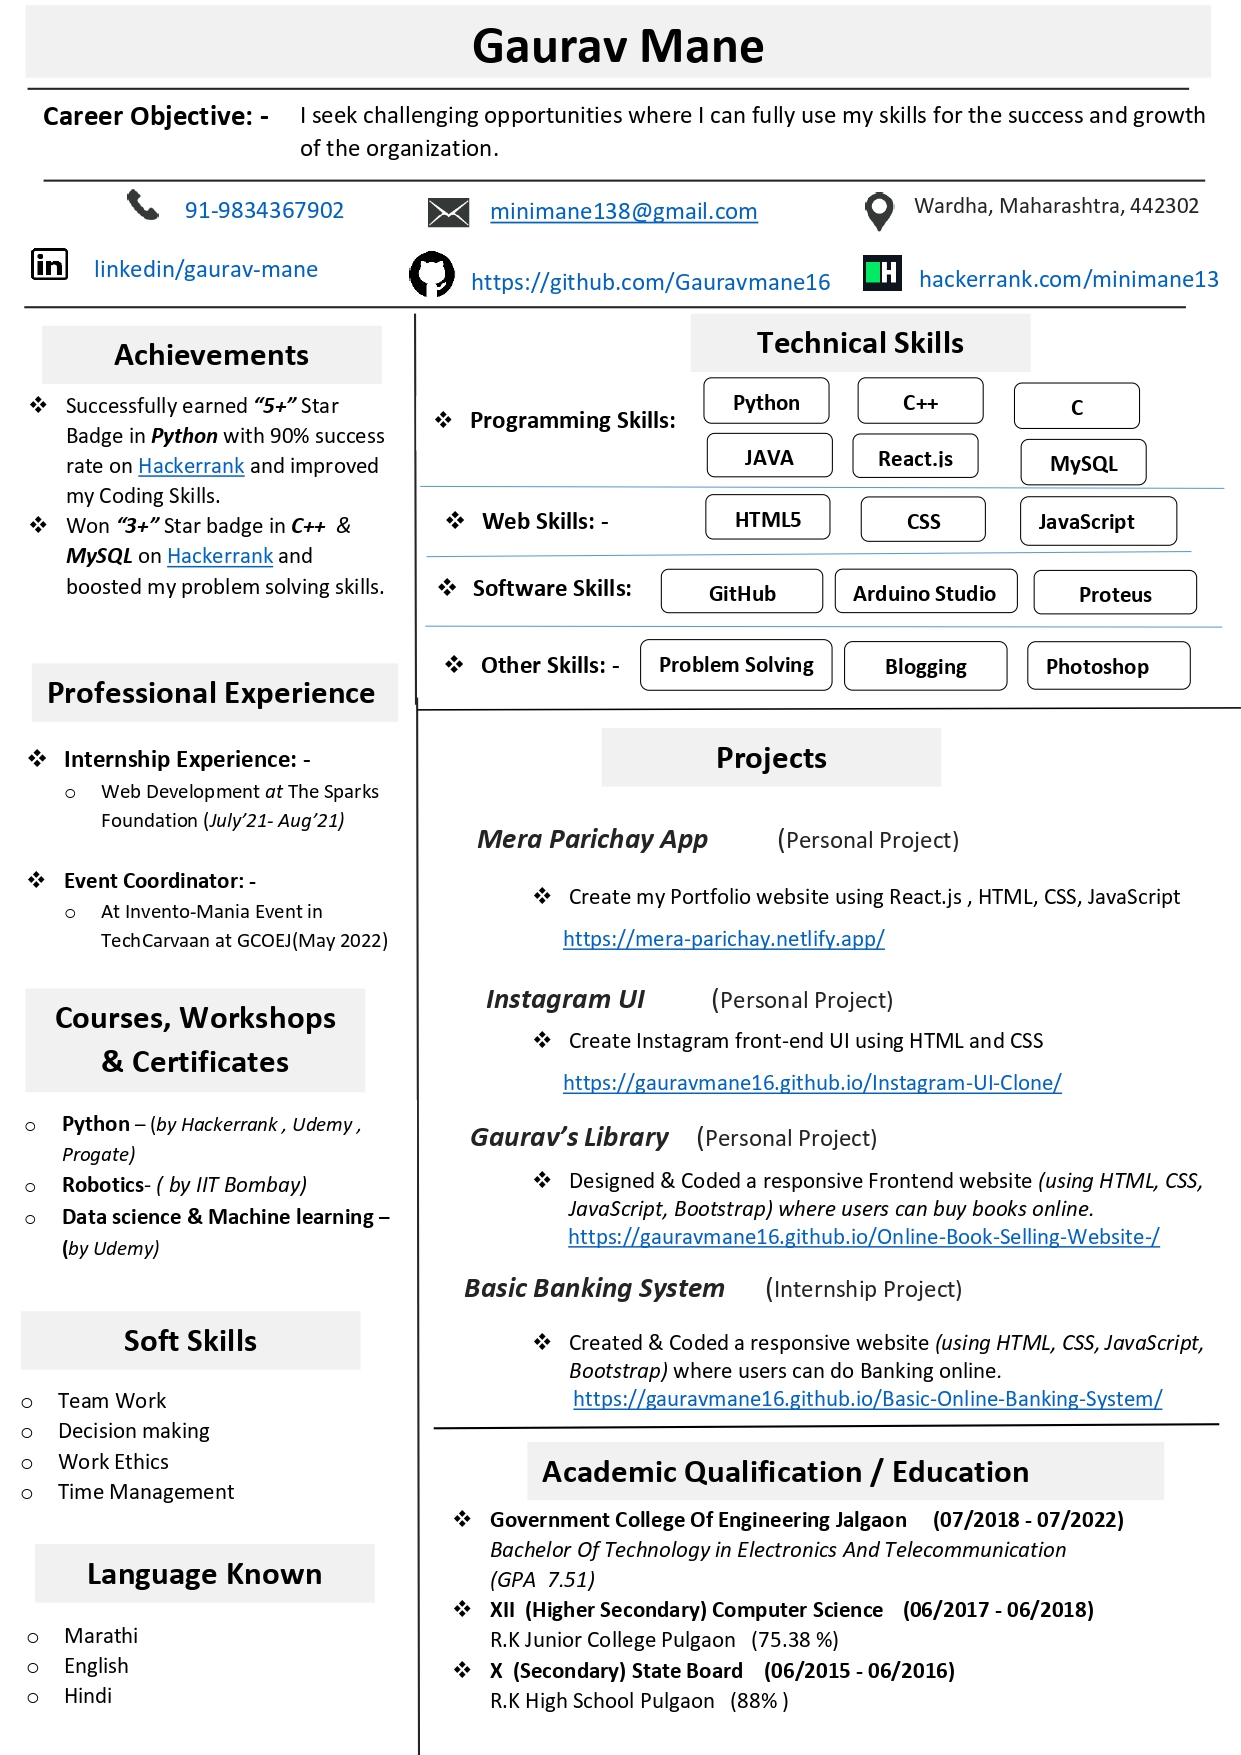 Gaurav Mane
Career Objective: -
I seek challenging opportunities where I can fully use my skills for the success and growth
of the organization.
91-9834367902
minimane138@gmail.com
Wardha, Maharashtra, 442302
linkedin/gaurav-mane
https://github.com/Gauravmane16
hackerrank.com/minimane13
Achievements
❖ Successfully earned “5+” Star
Badge in Python with 90% success
rate on Hackerrank and improved
my Coding Skills.
❖ Won “3+” Star badge in C++ &
MySQL on Hackerrank and
boosted my problem solving skills.
Professional Experience
❖ Internship Experience: -
o Web Development at The Sparks
Foundation (July’21- Aug’21)
❖ Event Coordinator: -
o At Invento-Mania Event in
TechCarvaan at GCOEJ(May 2022)
Courses, Workshops
& Certificates
o Python – (by Hackerrank , Udemy ,
Progate)
o Robotics- ( by IIT Bombay)
o Data science & Machine learning –
(by Udemy)
Soft Skills
o Team Work
o Decision making
o Work Ethics
o Time Management
Language Known
o Marathi
o English
o Hindi
Technical Skills
❖ Programming Skills:
Python
C++
C
JAVA
React.js
MySQL
❖ Web Skills: -
HTML5
CSS
JavaScript
❖ Software Skills:
GitHub
Arduino Studio
Proteus
❖ Other Skills: -
Problem Solving
Blogging
Photoshop
Projects
Mera Parichay App (Personal Project)
❖ Create my Portfolio website using React.js , HTML, CSS, JavaScript
https://mera-parichay.netlify.app/
Instagram UI (Personal Project)
❖ Create Instagram front-end UI using HTML and CSS
https://gauravmane16.github.io/Instagram-UI-Clone/
Gaurav’s Library (Personal Project)
❖ Designed & Coded a responsive Frontend website (using HTML, CSS,
JavaScript, Bootstrap) where users can buy books online.
https://gauravmane16.github.io/Online-Book-Selling-Website-/
Basic Banking System (Internship Project)
❖ Created & Coded a responsive website (using HTML, CSS, JavaScript,
Bootstrap) where users can do Banking online.
https://gauravmane16.github.io/Basic-Online-Banking-System/
Academic Qualification / Education
❖ Government College Of Engineering Jalgaon (07/2018 - 07/2022)
Bachelor Of Technology in Electronics And Telecommunication
(GPA 7.51)
❖ XII (Higher Secondary) Computer Science (06/2017 - 06/2018)
R.K Junior College Pulgaon (75.38 %)
❖ X (Secondary) State Board (06/2015 - 06/2016)
R.K High School Pulgaon (88% )